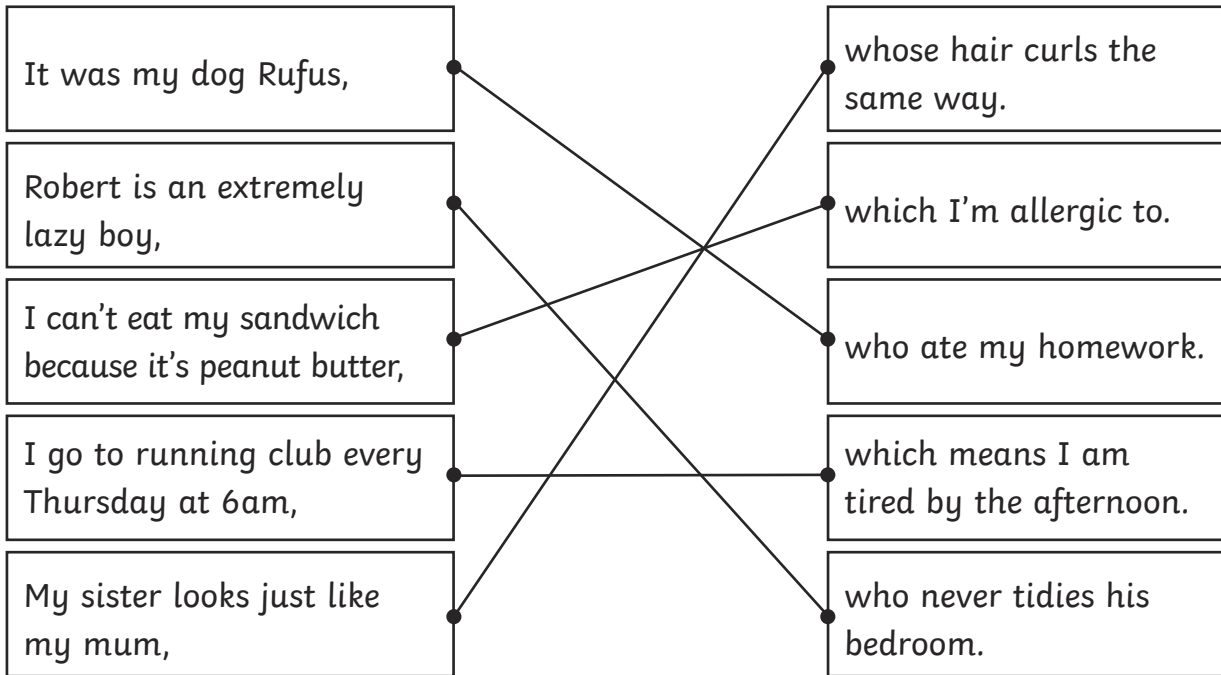 It was my dog Rufus,
whose hair curls the
same way.
Robert is an extremely
lazy boy,
which I'm allergic to.
I can't eat my sandwich
because it's peanut butter,
who ate my homework.
I go to running club every
Thursday at 6am,
which means I am
tired by the afternoon.
My sister looks just like
my mum,
who never tidies his
bedroom.